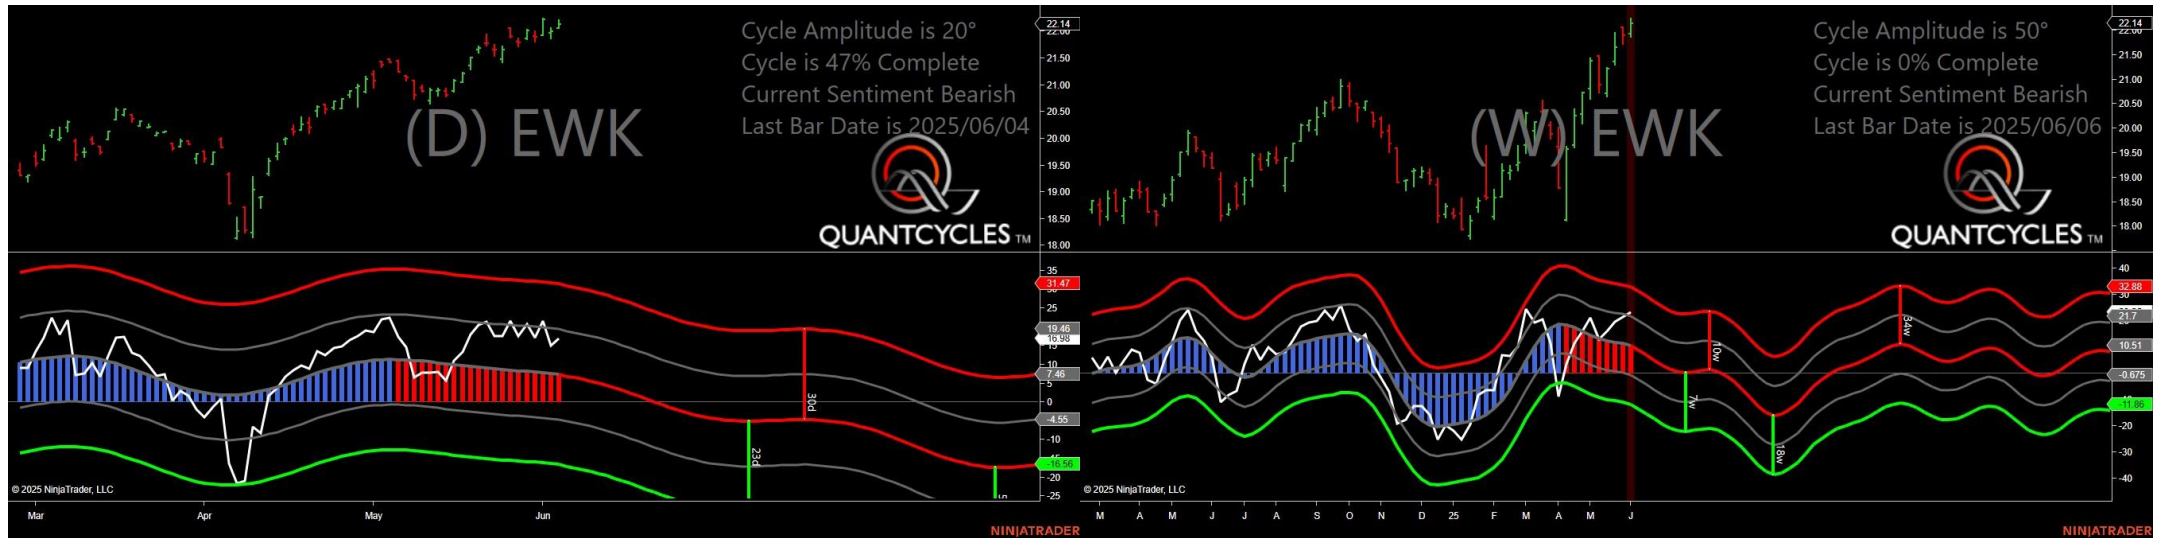 Cycle Amplitude is 20°
Cycle is 47% Complete
Current Sentiment Bearish
Last Bar Date is 2025/06/04
(D) EWK
QUANTCYCLES TM
22.14
22.00
21.50
21.00
20.50
20.00
19.50
19.00
18.50
18.00
35
31.47
25
19.46
16.98
15
10
7.46
5
0
-4.55
-10
-16.56
-20
-25
30d
23d
© 2025 NinjaTrader, LLC
Mar Apr May Jun
NINJATRADER
Cycle Amplitude is 50°
Cycle is 0% Complete
Current Sentiment Bearish
Last Bar Date is 2025/06/06
(W) EWK
QUANTCYCLES TM
22.14
22.00
21.50
21.00
20.50
20.00
19.50
19.00
18.50
18.00
40
32.88
30
21.7
10.51
-0.675
-11.86
-20
-30
-40
10w
7w
18w
34w
© 2025 NinjaTrader, LLC
M A M J J A S O N D 25 F M A M J
NINJATRADER